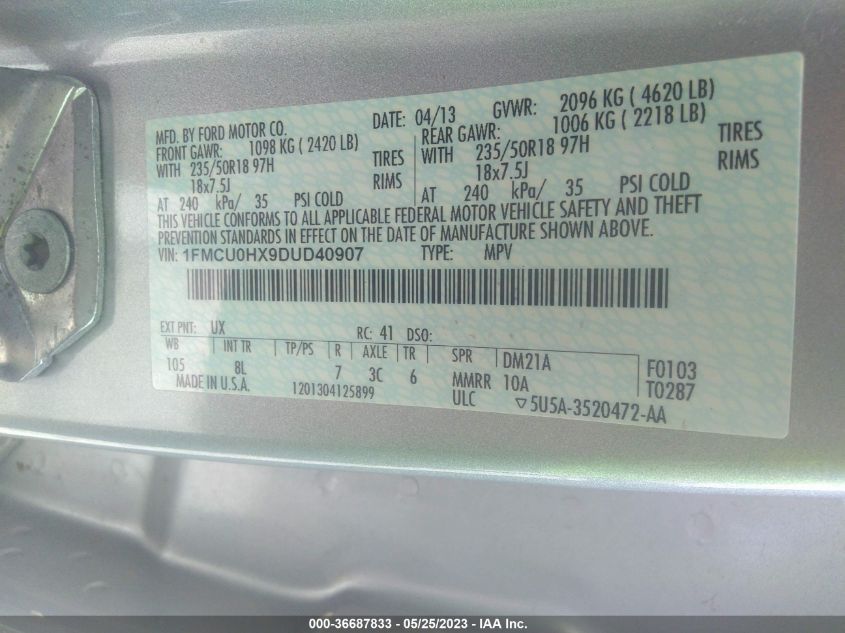 MFD. BY FORD MOTOR CO. DATE: 04/13 GVWR: 2096 KG ( 4620 LB)
FRONT GAWR: 1098 KG ( 2420 LB) REAR GAWR: 1006 KG ( 2218 LB)
WITH 235/50R18 97H TIRES WITH 235/50R18 97H TIRES
18x7.5J RIMS 18x7.5J RIMS
AT 240 kPa/ 35 PSI COLD AT 240 kPa/ 35 PSI COLD
THIS VEHICLE CONFORMS TO ALL APPLICABLE FEDERAL MOTOR VEHICLE SAFETY AND THEFT
PREVENTION STANDARDS IN EFFECT ON THE DATE OF MANUFACTURE SHOWN ABOVE.
VIN: 1FMCU0HX9DUD40907 TYPE: MPV
EXT PNT: UX RC: 41 DSO:
WB INT TR TP/PS R AXLE TR SPR DM21A F0103
105 8L 7 3C 6 MMRR 10A T0287
MADE IN U.S.A. 1201304125899 ULC ▽5U5A-3520472-AA
000-36687833 - 05/25/2023 - IAA Inc.